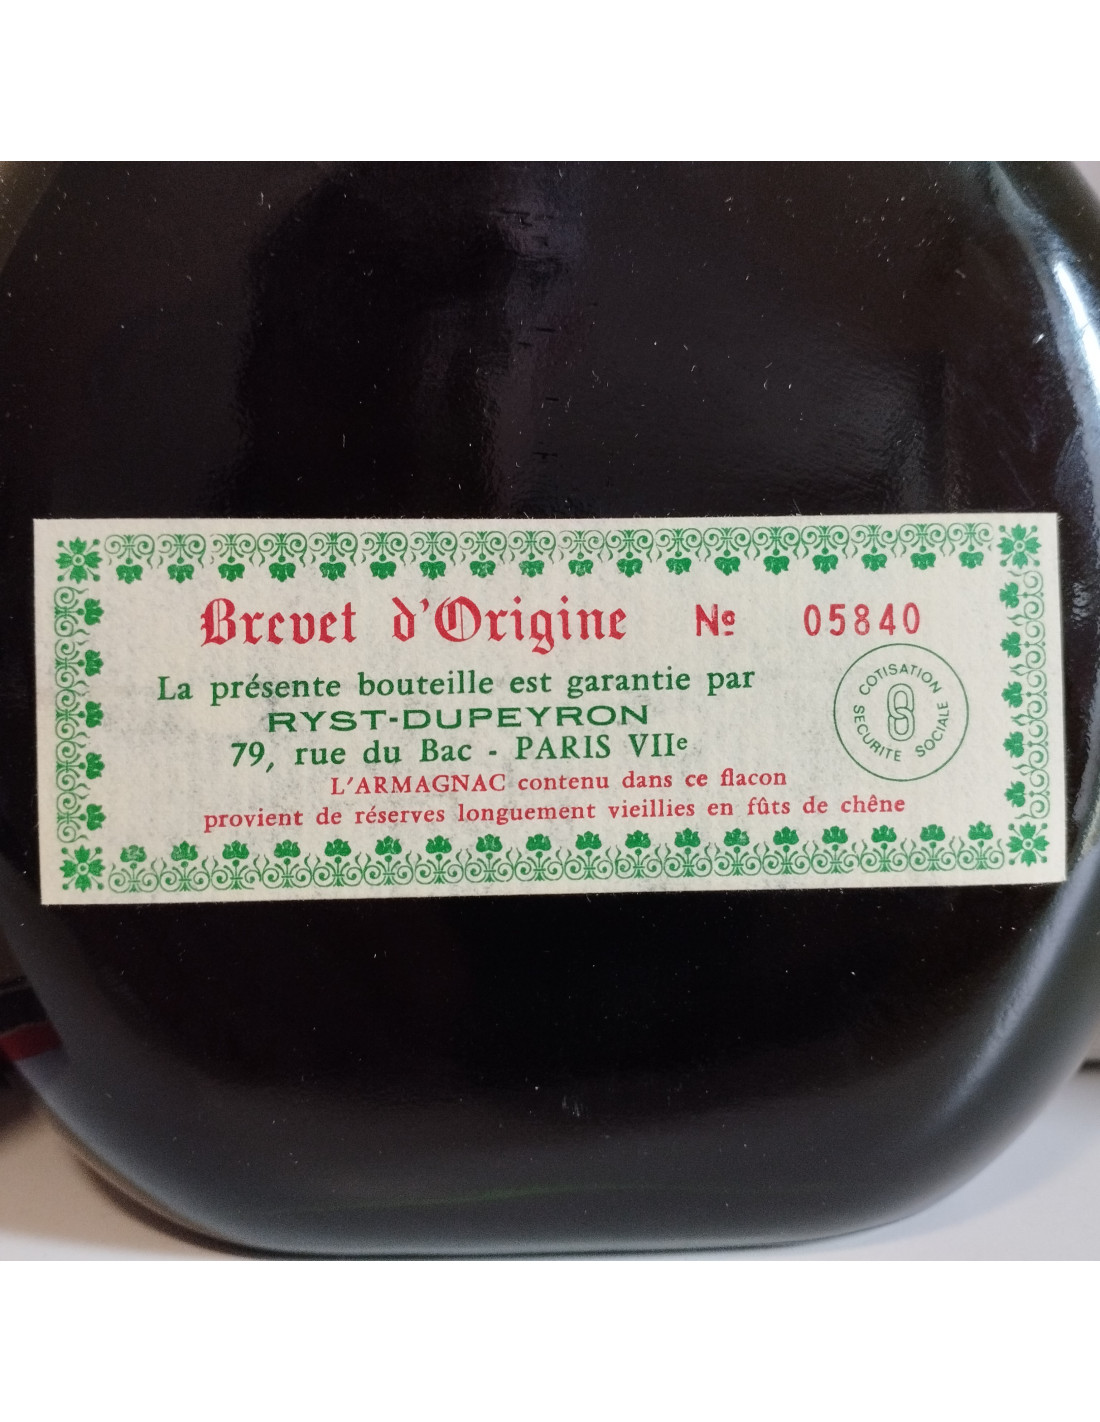 Brevet d'Origine Nº 05840
La présente bouteille est garantie par
RYST-DUPEYRON
79, rue du Bac - PARIS VIIe
L'ARMAGNAC contenu dans ce flacon
provient de réserves longuement vieillies en fûts de chêne
COTISATION
SECURITE SOCIALE